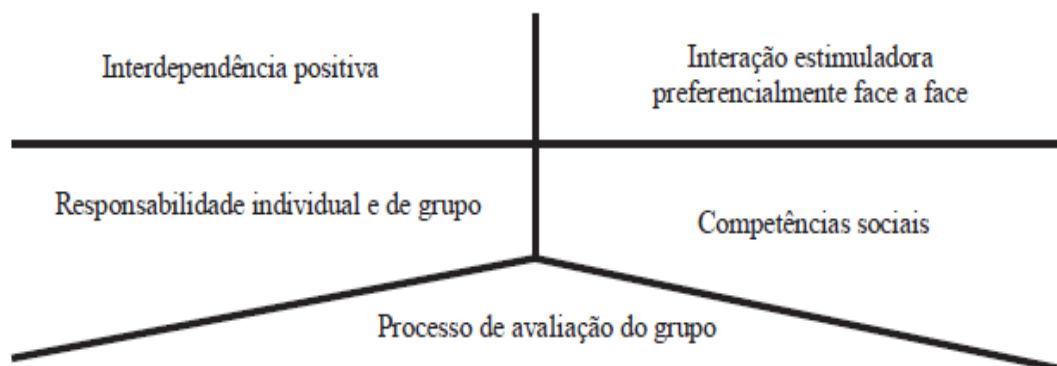 Interdependência positiva
Interação estimuladora
preferencialmente face a face
Responsabilidade individual e de grupo
Competências sociais
Processo de avaliação do grupo